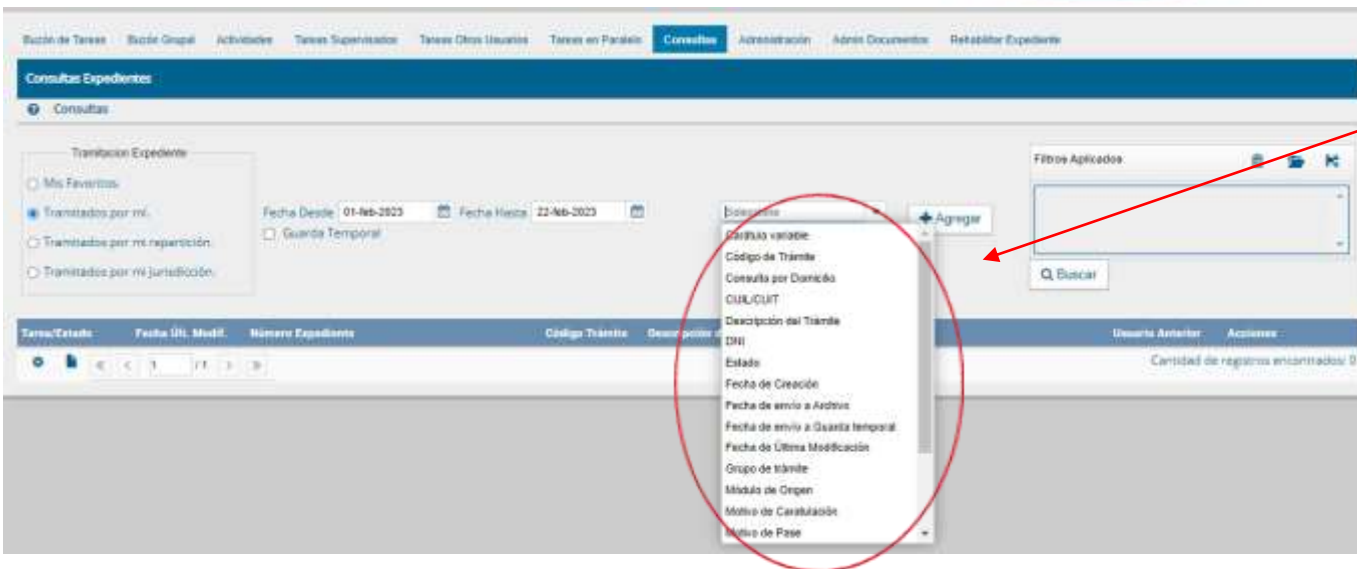 Buzón de Tareas Buzón Grupal Actividades Tareas Supervisados Tareas Otros Usuarios Tareas en Paralelo Consultas Administración Admin Documentos Rehabilitar Expediente
Consultas Expedientes
Consultas
Tramitacion Expediente
Mis Favoritos.
Tramitados por mí.
Tramitados por mi repartición.
Tramitados por mi jurisdicción.
Fecha Desde 01-feb-2023 Fecha Hasta 22-feb-2023
Guarda Temporal
Agregar
Carátula variable
Código de Trámite
Consulta por Domicilio
CUIL/CUIT
Descripción del Trámite
DNI
Estado
Fecha de Creación
Fecha de envío a Archivo
Fecha de envío a Guarda temporal
Fecha de Última Modificación
Grupo de trámite
Módulo de Origen
Motivo de Caratulación
Motivo de Pase
Filtros Aplicados
Buscar
Tarea/Estado Fecha Últ. Modif. Número Expediente Código Trámite Descripción Usuario Anterior Acciones
1 /1
Cantidad de registros encontrados: 0